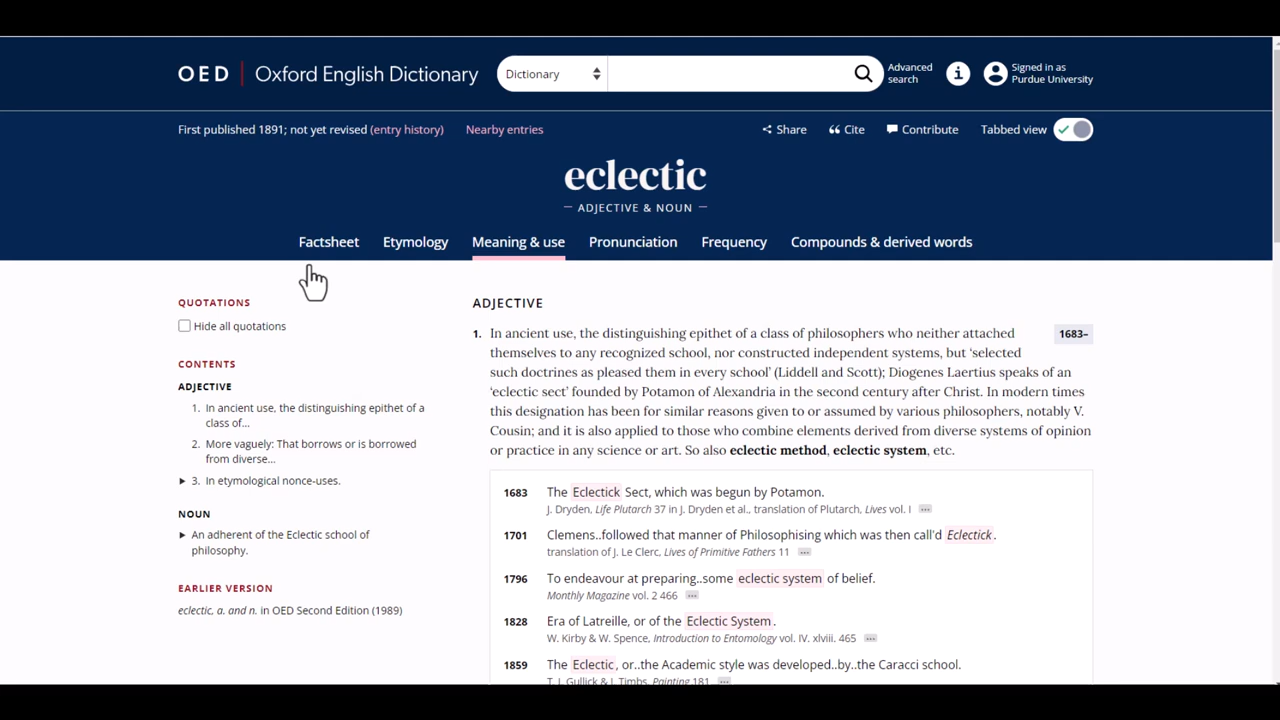 OED Oxford English Dictionary
Dictionary
Advanced search
Signed in as Purdue University
First published 1891; not yet revised (entry history) Nearby entries
Share Cite Contribute Tabbed view
eclectic
— ADJECTIVE & NOUN —
Factsheet Etymology Meaning & use Pronunciation Frequency Compounds & derived words
QUOTATIONS
Hide all quotations
CONTENTS
ADJECTIVE
1. In ancient use, the distinguishing epithet of a
class of...
2. More vaguely: That borrows or is borrowed
from diverse...
3. In etymological nonce-uses.
NOUN
An adherent of the Eclectic school of
philosophy.
EARLIER VERSION
eclectic, a. and n. in OED Second Edition (1989)
ADJECTIVE
1. In ancient use, the distinguishing epithet of a class of philosophers who neither attached 1683–
themselves to any recognized school, nor constructed independent systems, but ‘selected
such doctrines as pleased them in every school’ (Liddell and Scott); Diogenes Laertius speaks of an
‘eclectic sect’ founded by Potamon of Alexandria in the second century after Christ. In modern times
this designation has been for similar reasons given to or assumed by various philosophers, notably V.
Cousin; and it is also applied to those who combine elements derived from diverse systems of opinion
or practice in any science or art. So also eclectic method, eclectic system, etc.
1683 The Eclectick Sect, which was begun by Potamon.
J. Dryden, Life Plutarch 37 in J. Dryden et al., translation of Plutarch, Lives vol. I ...
1701 Clemens..followed that manner of Philosophising which was then call'd Eclectick.
translation of J. Le Clerc, Lives of Primitive Fathers 11 ...
1796 To endeavour at preparing..some eclectic system of belief.
Monthly Magazine vol. 2 466 ...
1828 Era of Latreille, or of the Eclectic System.
W. Kirby & W. Spence, Introduction to Entomology vol. IV. xlviii. 465 ...
1859 The Eclectic, or..the Academic style was developed..by..the Caracci school.
T. J. Gullick & J. Timbs, Painting 181 ...